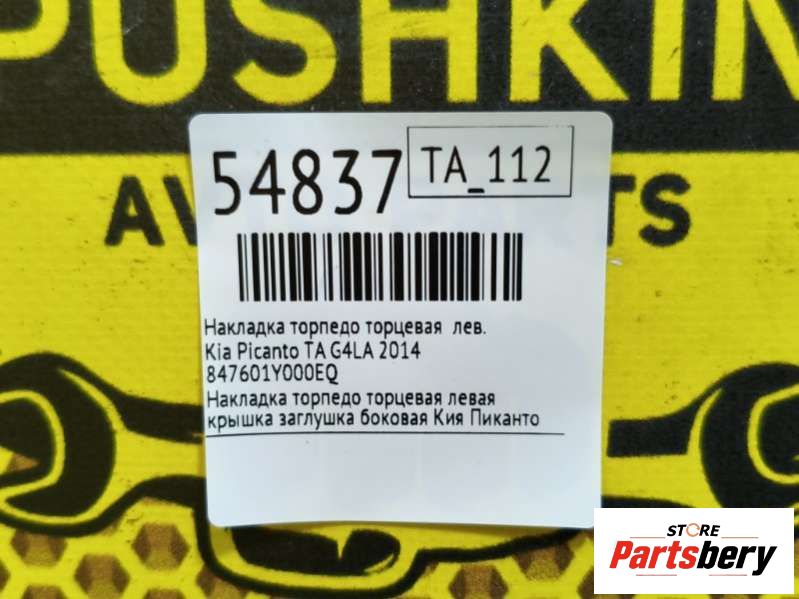 PUSHKIN
54837
TA_112
AV
TS
Накладка торпедо торцевая лев.
Kia Picanto TA G4LA 2014
847601Y000EQ
Накладка торпедо торцевая левая
крышка заглушка боковая Кия Пиканто
STORE
Partsbery